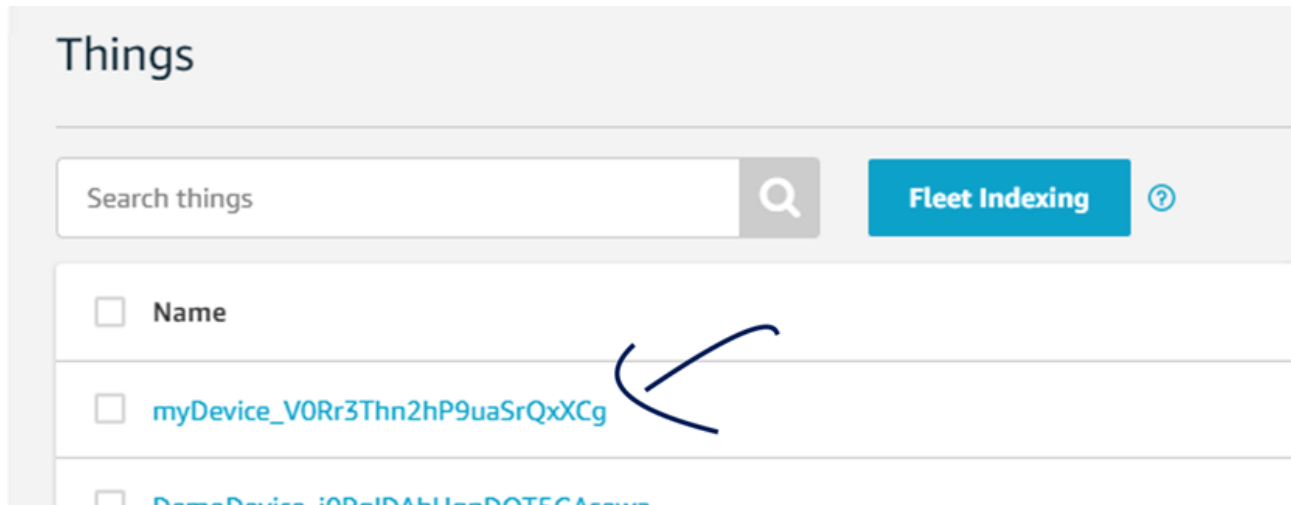 Things
Search things
Fleet Indexing
Name
myDevice_V0Rr3Thn2hP9uaSrQxXCg